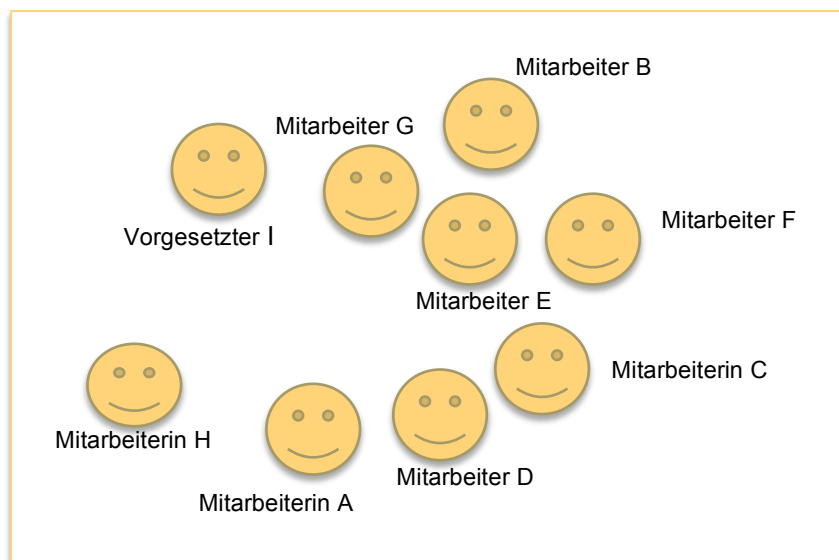 Mitarbeiter B
Mitarbeiter G
Vorgesetzter I
Mitarbeiter F
Mitarbeiter E
Mitarbeiterin C
Mitarbeiterin H
Mitarbeiter D
Mitarbeiterin A